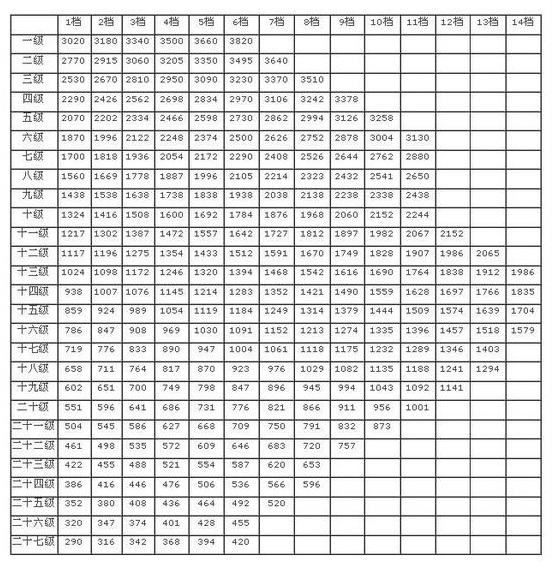 1档 2档 3档 4档 5档 6档 7档 8档 9档 10档 11档 12档 13档 14档
一级 3020 3180 3340 3500 3660 3820
二级 2770 2915 3060 3205 3350 3495 3640
三级 2530 2670 2810 2950 3090 3230 3370 3510
四级 2290 2426 2562 2698 2834 2970 3106 3242 3378
五级 2070 2202 2334 2466 2598 2730 2862 2994 3126 3258
六级 1870 1996 2122 2248 2374 2500 2626 2752 2878 3004 3130
七级 1700 1818 1936 2054 2172 2290 2408 2526 2644 2762 2880
八级 1560 1669 1778 1887 1996 2105 2214 2323 2432 2541 2650
九级 1438 1538 1638 1738 1838 1938 2038 2138 2238 2338 2438
十级 1324 1416 1508 1600 1692 1784 1876 1968 2060 2152 2244
十一级 1217 1302 1387 1472 1557 1642 1727 1812 1897 1982 2067 2152
十二级 1117 1196 1275 1354 1433 1512 1591 1670 1749 1828 1907 1986 2065
十三级 1024 1098 1172 1246 1320 1394 1468 1542 1616 1690 1764 1838 1912 1986
十四级 938 1007 1076 1145 1214 1283 1352 1421 1490 1559 1628 1697 1766 1835
十五级 859 924 989 1054 1119 1184 1249 1314 1379 1444 1509 1574 1639 1704
十六级 786 847 908 969 1030 1091 1152 1213 1274 1335 1396 1457 1518 1579
十七级 719 776 833 890 947 1004 1061 1118 1175 1232 1289 1346 1403
十八级 658 711 764 817 870 923 976 1029 1082 1135 1188 1241 1294
十九级 602 651 700 749 798 847 896 945 994 1043 1092 1141
二十级 551 596 641 686 731 776 821 866 911 956 1001
二十一级 504 545 586 627 668 709 750 791 832 873
二十二级 461 498 535 572 609 646 683 720 757
二十三级 422 455 488 521 554 587 620 653
二十四级 386 416 446 476 506 536 566 596
二十五级 352 380 408 436 464 492 520
二十六级 320 347 374 401 428 455
二十七级 290 316 342 368 394 420